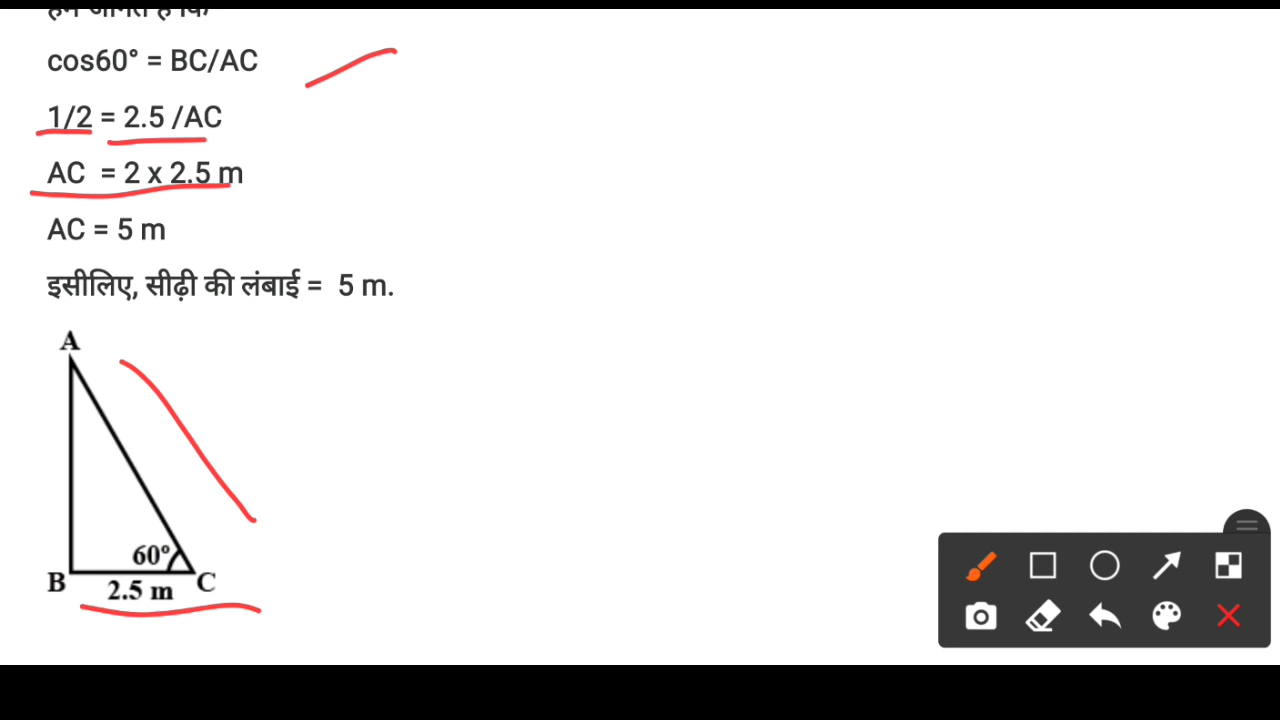 cos60° = BC/AC
1/2 = 2.5 /AC
AC = 2 x 2.5 m
AC = 5 m
इसीलिए, सीढ़ी की लंबाई = 5 m.
A
60°
B
2.5 m
C